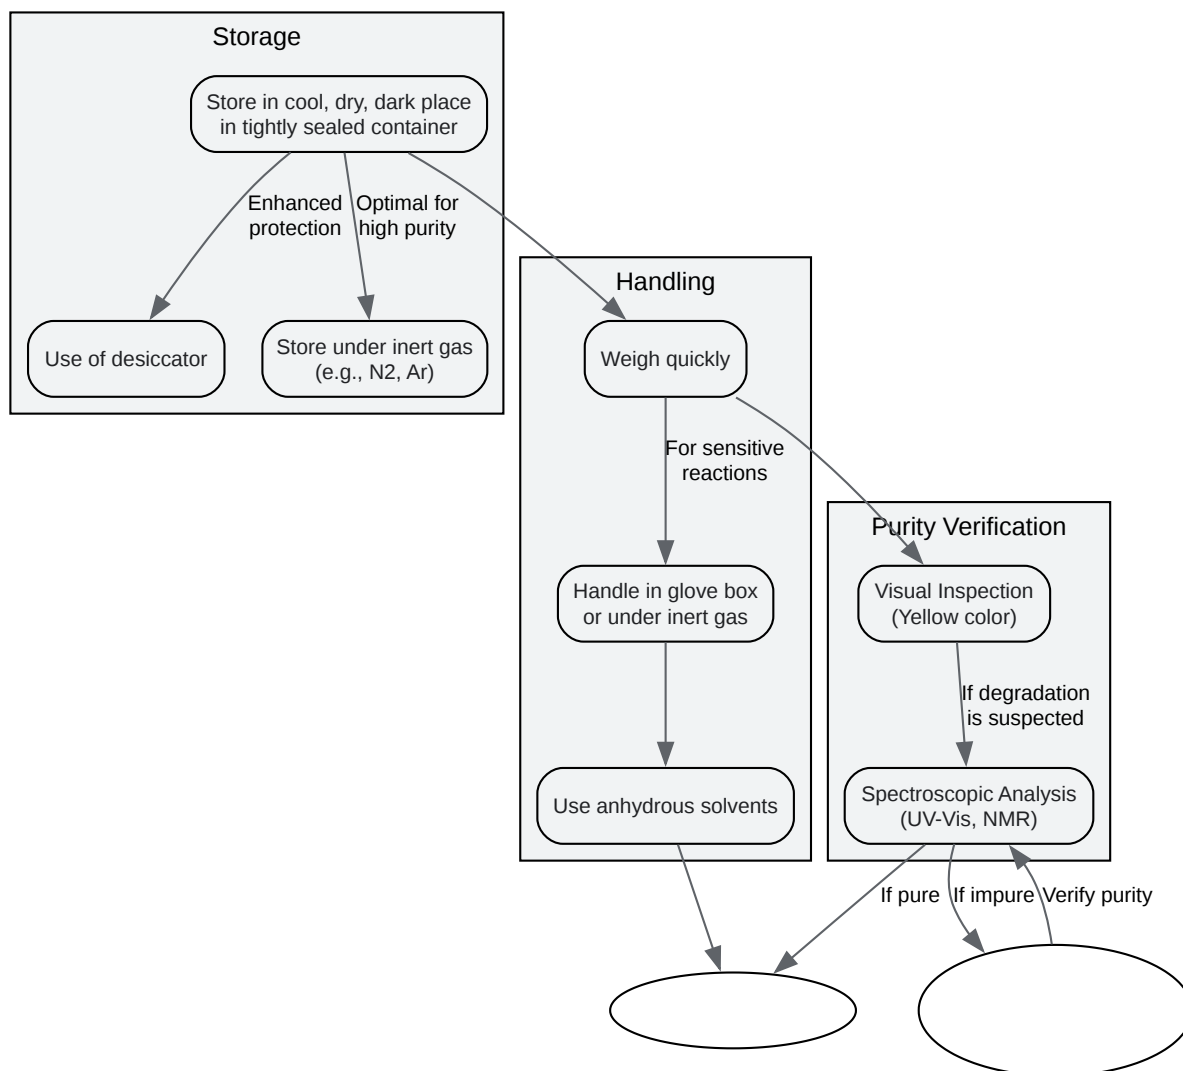 Storage
Store in cool, dry, dark place
in tightly sealed container
Enhanced
protection
Optimal for
high purity
Use of desiccator
Store under inert gas
(e.g., N2, Ar)
Handling
Weigh quickly
For sensitive
reactions
Handle in glove box
or under inert gas
Use anhydrous solvents
Purity Verification
Visual Inspection
(Yellow color)
If degradation
is suspected
Spectroscopic Analysis
(UV-Vis, NMR)
If pure
If impure
Verify purity